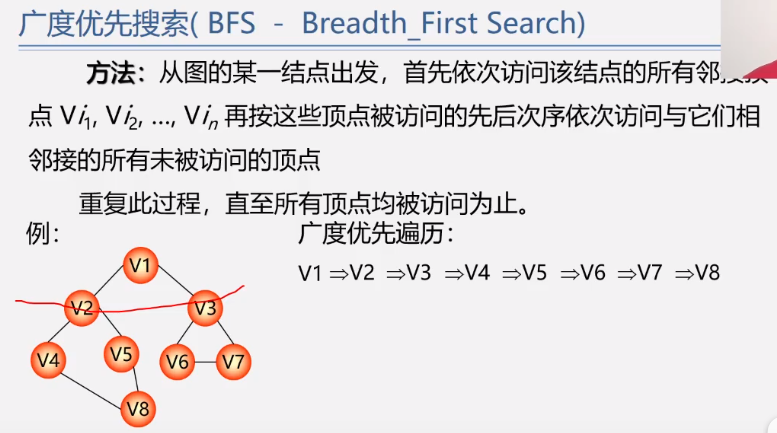 广度优先搜索( BFS - Breadth_First Search)
方法：从图的某一结点出发，首先依次访问该结点的所有邻接顶
点 Vi1, Vi2, …, Vin 再按这些顶点被访问的先后次序依次访问与它们相
邻接的所有未被访问的顶点
重复此过程，直至所有顶点均被访问为止。
例：
广度优先遍历：
V1 ⇒V2 ⇒V3 ⇒V4 ⇒V5 ⇒V6 ⇒V7 ⇒V8
V1
V2 V3
V4 V5 V6 V7
V8